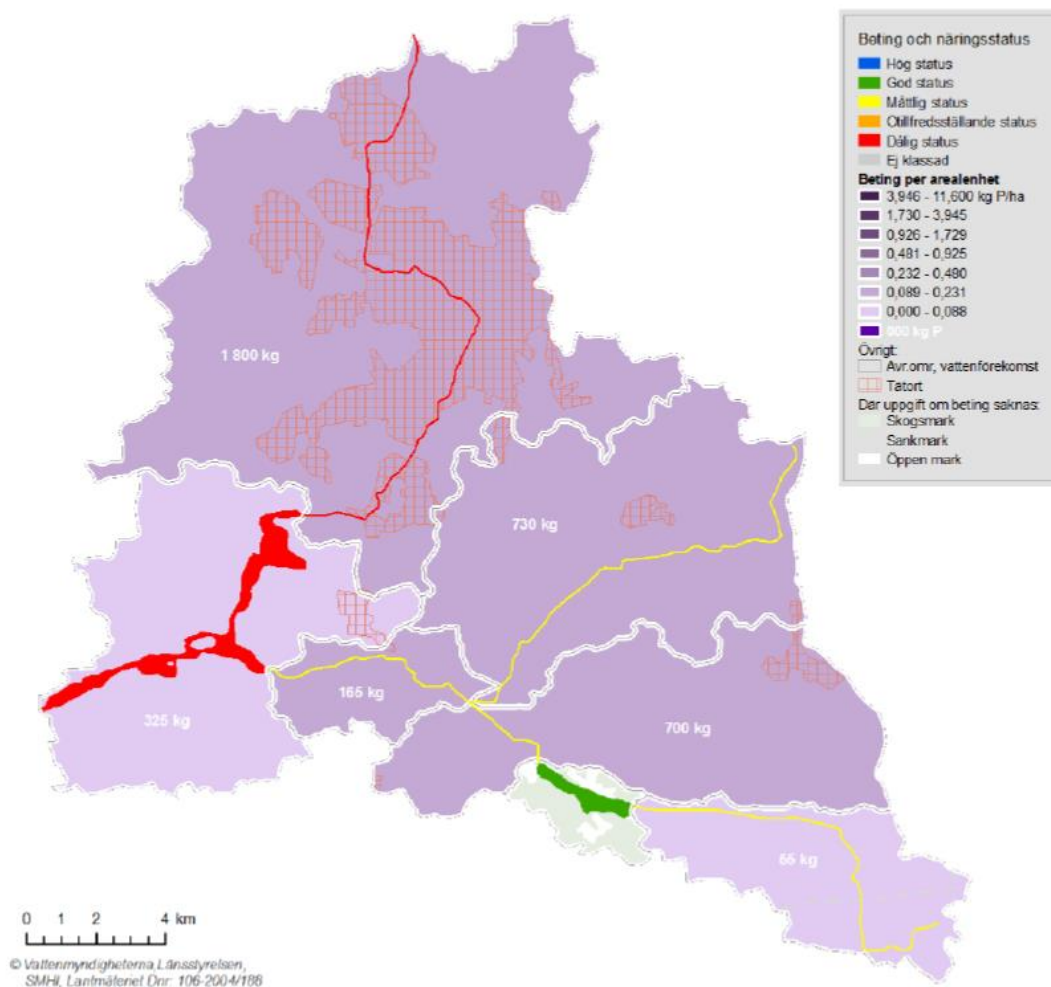 Beting och näringsstatus
Hög status
God status
Måttlig status
Otillfredsställande status
Dålig status
Ej klassad
Beting per arealenhet
3,946 - 11,600 kg P/ha
1,730 - 3,945
0,926 - 1,729
0,481 - 0,925
0,232 - 0,480
0,089 - 0,231
0,000 - 0,088
800 kg P
Övrigt:
Avr.omr, vattenförekomst
Tätort
Där uppgift om beting saknas:
Skogsmark
Sankmark
Öppen mark
1 800 kg
730 kg
165 kg
325 kg
700 kg
kg
0 1 2 4 km
© Vattenmyndigheterna, Länsstyrelsen,
SMHI, Lantmäteriet Dnr: 106-2004/188